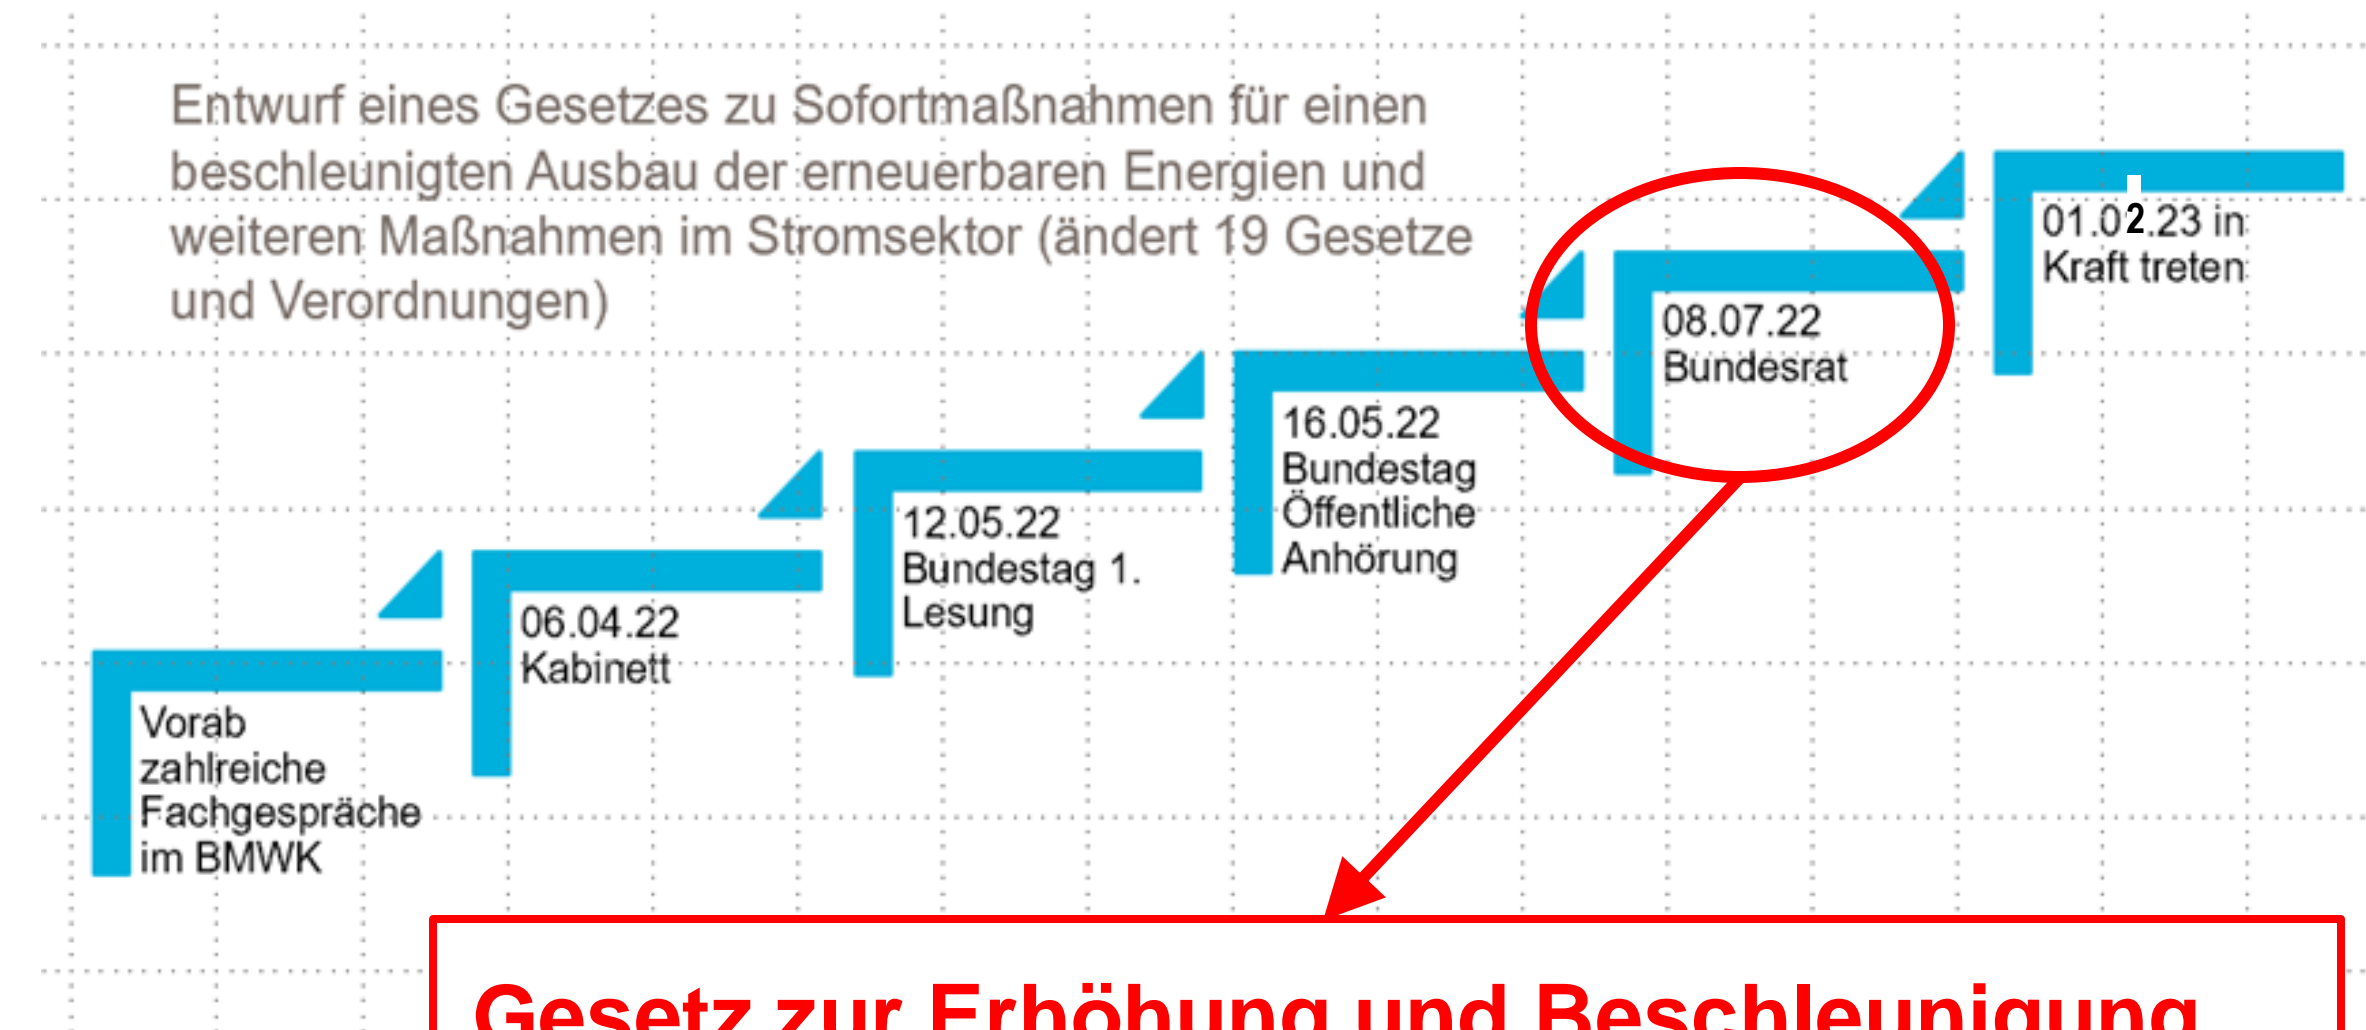 Entwurf eines Gesetzes zu Sofortmaßnahmen für einen
beschleunigten Ausbau der erneuerbaren Energien und
weiteren Maßnahmen im Stromsektor (ändert 19 Gesetze
und Verordnungen)
Vorab
zahlreiche
Fachgespräche
im BMWK
06.04.22
Kabinett
12.05.22
Bundestag 1.
Lesung
16.05.22
Bundestag
Öffentliche
Anhörung
08.07.22
Bundesrat
01.02.23 in
Kraft treten
Gesetz zur Erhöhung und Beschleunigung